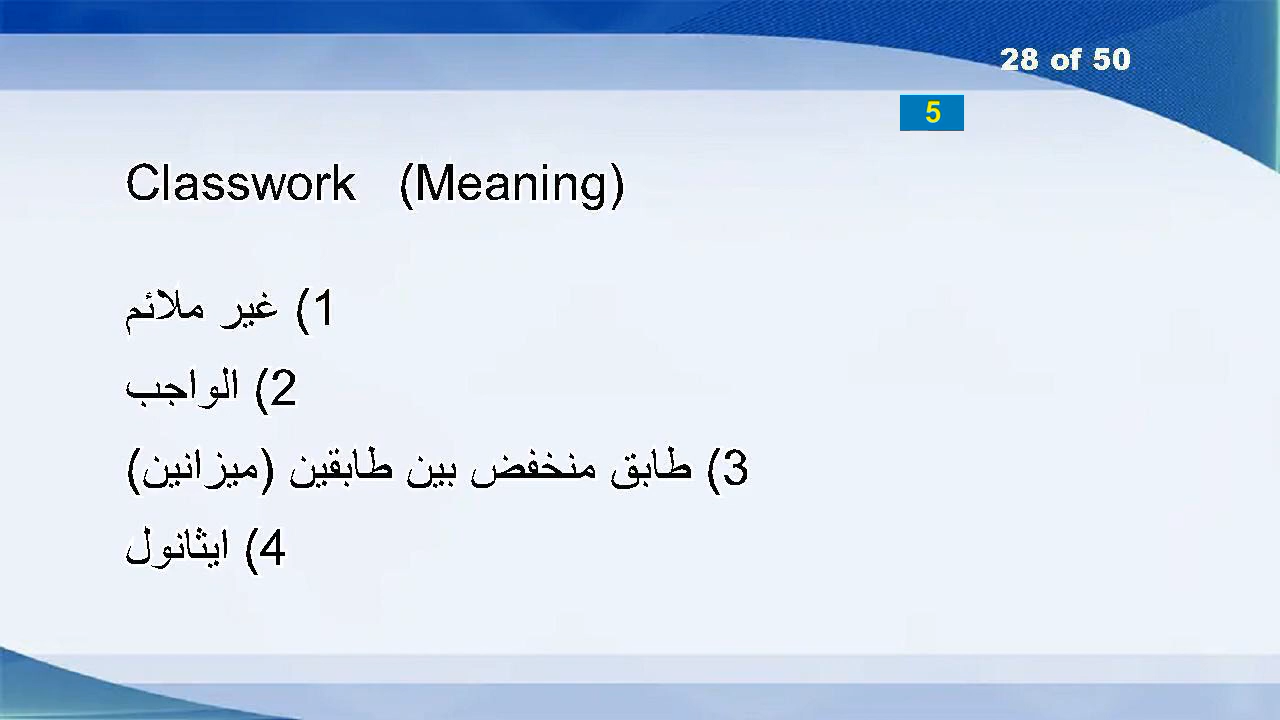 28 of 50
5
Classwork (Meaning)
1) غير ملائم
2) الواجب
3) طابق منخفض بين طابقين (ميزانين)
4) ايثانول